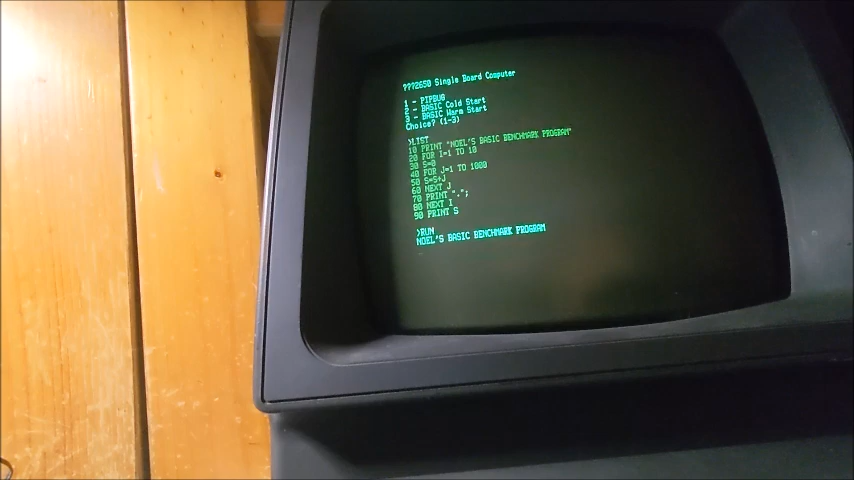 ???2650 Single Board Computer
1 - PIPBUG
2 - BASIC Cold Start
3 - BASIC Warm Start
Choice? (1-3)
>LIST
10 PRINT "NOEL'S BASIC BENCHMARK PROGRAM"
20 FOR I=1 TO 10
30 S=0
40 FOR J=1 TO 1000
50 S=S+J
60 NEXT J
70 PRINT ".";
80 NEXT I
90 PRINT S
>RUN
NOEL'S BASIC BENCHMARK PROGRAM